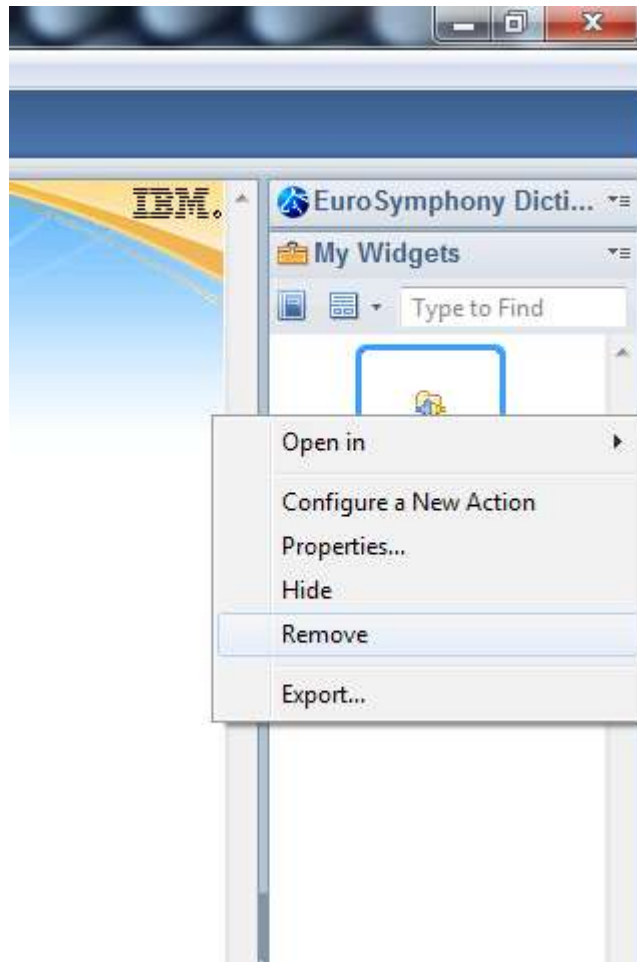 IBM.
EuroSymphony Dicti...
My Widgets
Type to Find
Open in
Configure a New Action
Properties...
Hide
Remove
Export...